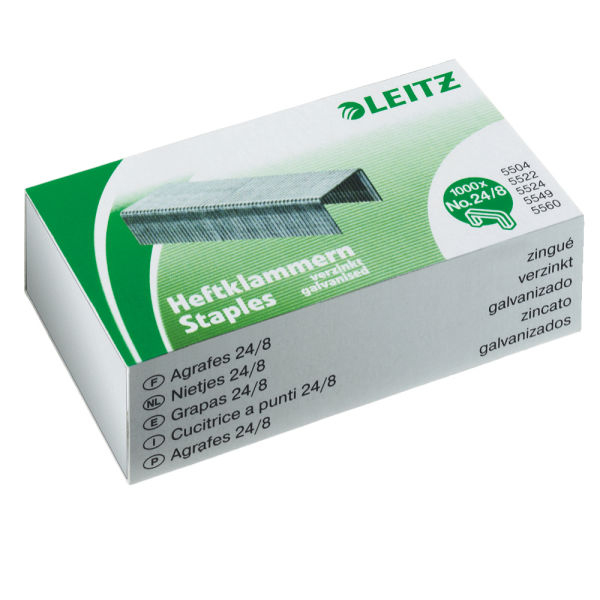 LEITZ
1000x
No.24/8
5504
5522
5524
5549
5560
Heftklammern
verzinkt
Staples
galvanised
F Agrafes 24/8
NL Nietjes 24/8
E Grapas 24/8
I Cucitrice a punti 24/8
P Agrafes 24/8
zingué
verzinkt
galvanizado
zincato
galvanizados